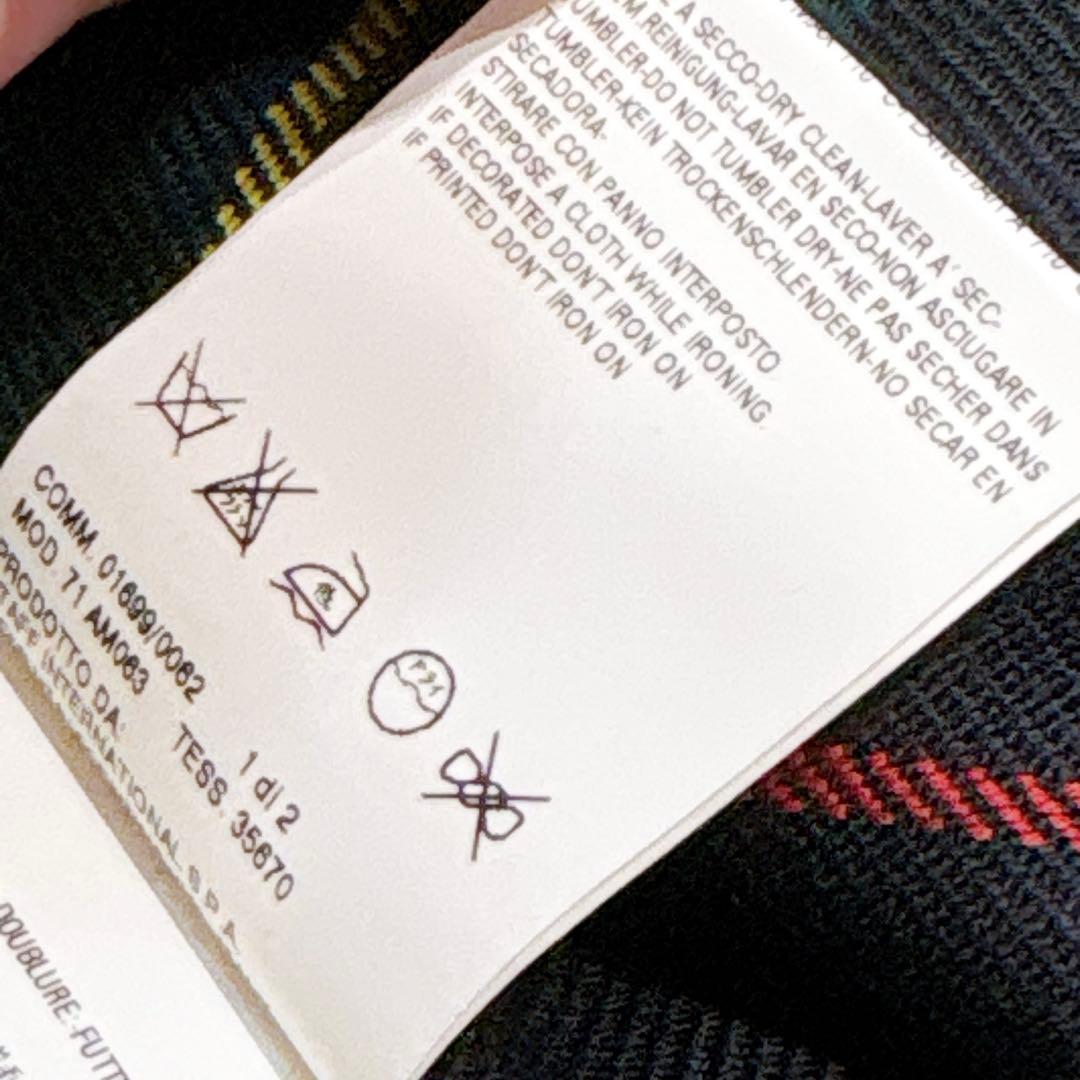 A SECCO-DRY CLEAN-LAVER A' SEC-
REINIGUNG-LAVAR EN SECO-NON ASCIUGARE IN
UMBLER-DO NOT TUMBLER DRY-NE PAS SECHER DANS
TUMBLER-KEIN TROCKENSCHLENDERN-NO SECAR EN
SECADORA.
STIRARE CON PANNO INTERPOSTO
INTERPOSE A CLOTH WHILE IRONING.
IF DECORATED DON'T IRON ON
IF PRINTED DON'T IRON ON
COMM. 01699/0062
MOD. 71 AM063
1 di 2
PRODOTTO DA: TESS. 35670
STAFF INTERNATIONAL S.P.A.
DOUBLURE-FUTT